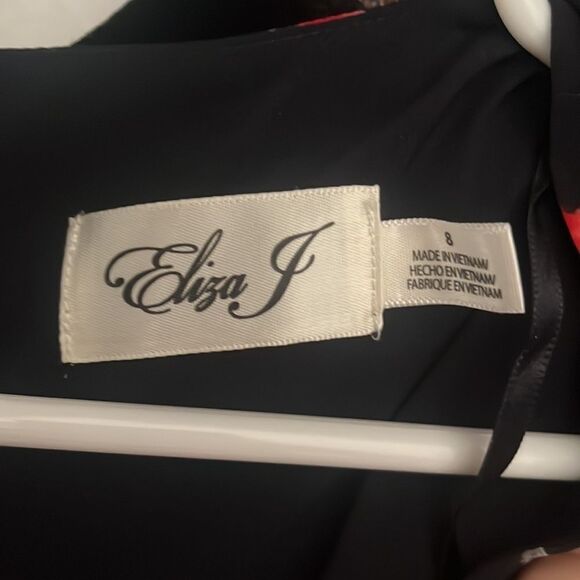 Eliza J
8
MADE IN VIETNAM/
HECHO EN VIETNAM/
FABRIQUE EN VIETNAM